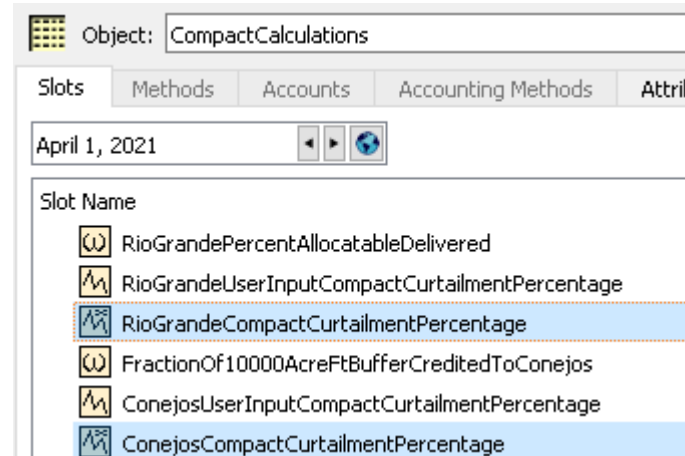 Object: CompactCalculations
Slots Methods Accounts Accounting Methods Attri
April 1, 2021
Slot Name
ω RioGrandePercentAllocatableDelivered
RioGrandeUserInputCompactCurtailmentPercentage
RioGrandeCompactCurtailmentPercentage
ω FractionOf10000AcreFtBufferCreditedToConejos
ConejosUserInputCompactCurtailmentPercentage
ConejosCompactCurtailmentPercentage